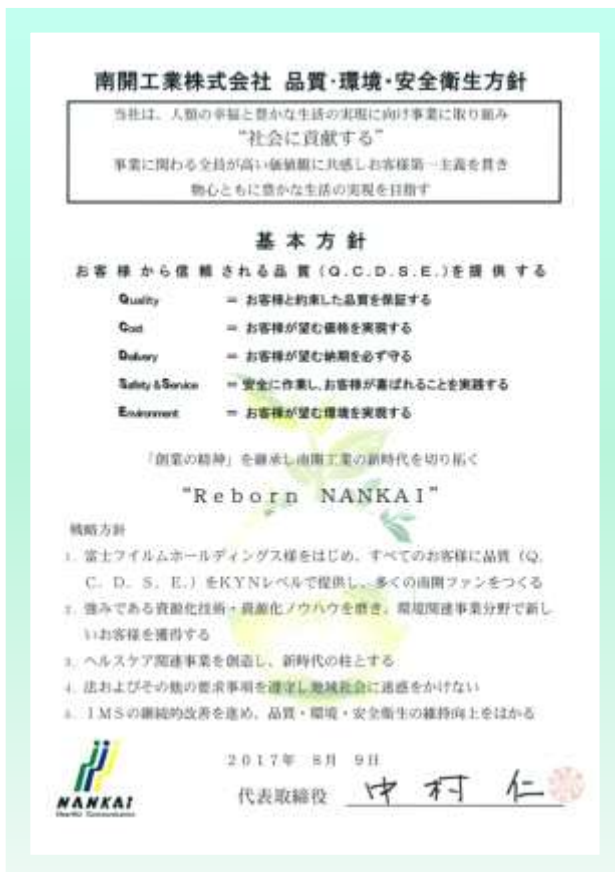 南開工業株式会社 品質・環境・安全衛生方針
当社は、人類の幸福と豊かな生活の実現に向け事業に取り組み
“社会に貢献する”
事業に関わる全員が高い価値観に共感しお客様第一主義を貫き
物心ともに豊かな生活の実現を目指す
基本方針
お客様から信頼される品質(Q.C.D.S.E.)を提供する
Quality = お客様と約束した品質を保証する
Cost = お客様が望む価格を実現する
Delivery = お客様が望む納期を必ず守る
Safety & Service = 安全に作業し、お客様が喜ばれることを実践する
Environment = お客様が望む環境を実現する
「創業の精神」を継承し南開工業の新時代を切り拓く
“Reborn NANKAI”
戦略方針
1. 富士フイルムホールディングス様をはじめ、すべてのお客様に品質(Q.
C.D.S.E.)をKYNレベルで提供し、多くの南開ファンをつくる
2. 強みである資源化技術・資源化ノウハウを磨き、環境関連事業分野で新し
いお客様を獲得する
3. ヘルスケア関連事業を創造し、新時代の柱とする
4. 法およびその他の要求事項を遵守し地域社会に迷惑をかけない
5. IMSの継続的改善を進め、品質・環境・安全衛生の維持向上をはかる
2017年 8月 9日
代表取締役 中村 仁
NANKAI